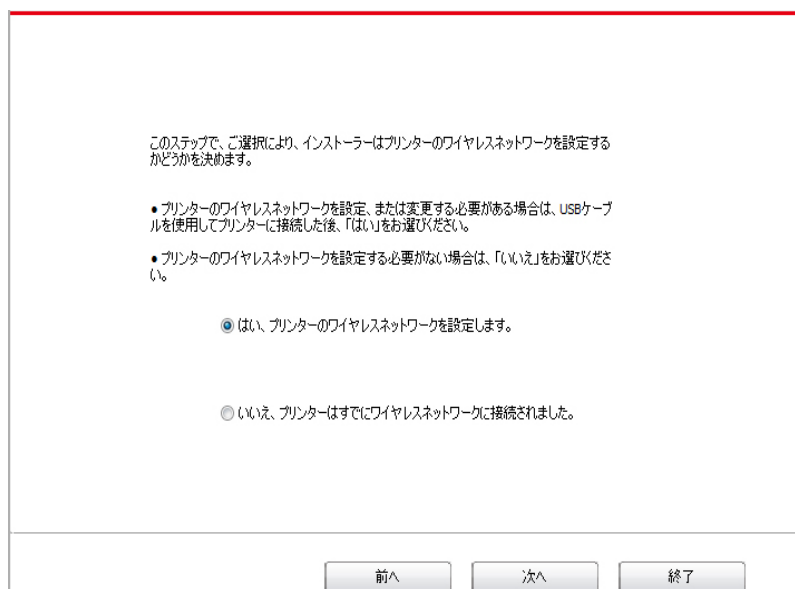 このステップで、ご選択により、インストーラーはプリンターのワイヤレスネットワークを設定する
かどうかを決めます。
● プリンターのワイヤレスネットワークを設定、または変更する必要がある場合は、USBケーブ
ルを使用してプリンターに接続した後、「はい」をお選びください。
● プリンターのワイヤレスネットワークを設定する必要がない場合は、「いいえ」をお選びくださ
い。
はい、プリンターのワイヤレスネットワークを設定します。
いいえ、プリンターはすでにワイヤレスネットワークに接続されました。
前へ
次へ
終了